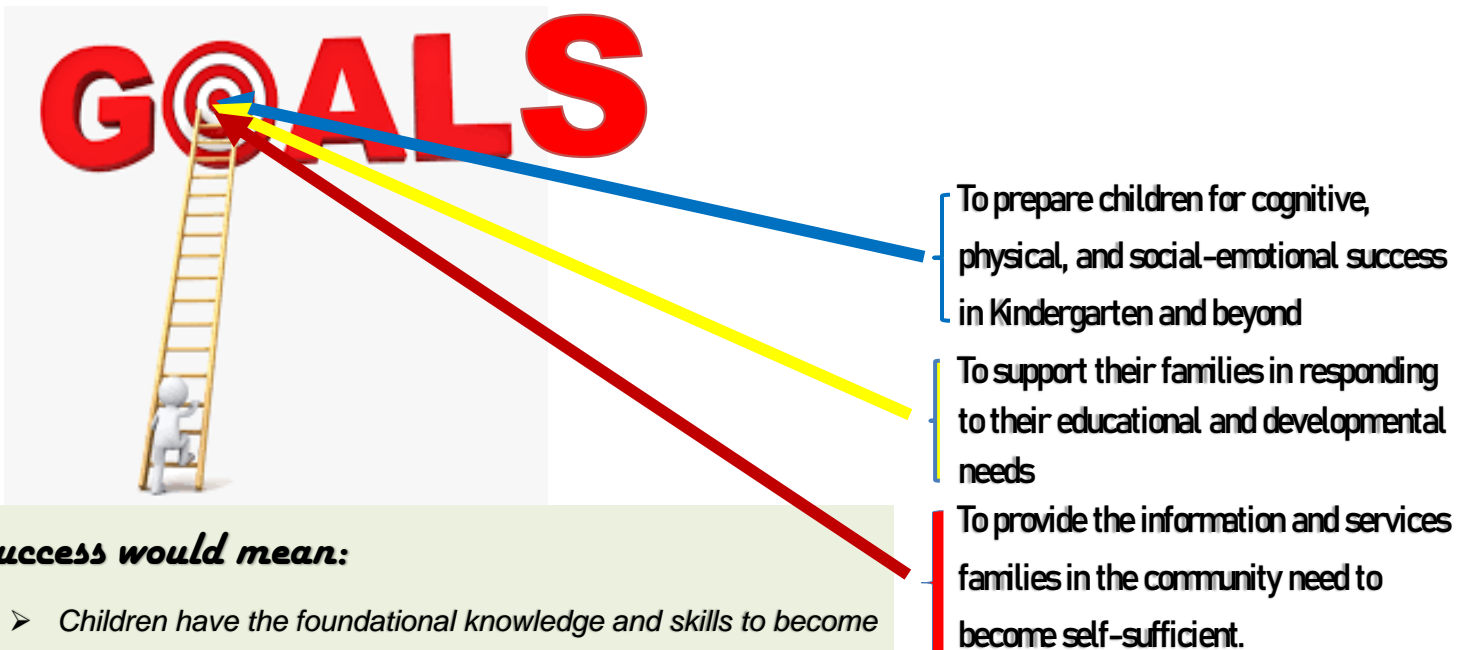 GOALS
To prepare children for cognitive,
physical, and social-emotional success
in Kindergarten and beyond
To support their families in responding
to their educational and developmental
needs
To provide the information and services
families in the community need to
become self-sufficient.
uccess would mean:
➢ Children have the foundational knowledge and skills to become